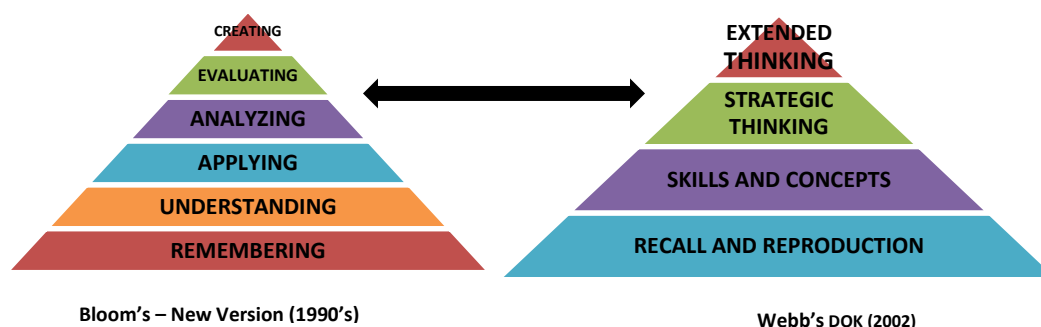 CREATING
EVALUATING
ANALYZING
APPLYING
UNDERSTANDING
REMEMBERING
Bloom’s – New Version (1990’s)
EXTENDED
THINKING
STRATEGIC
THINKING
SKILLS AND CONCEPTS
RECALL AND REPRODUCTION
Webb’s DOK (2002)